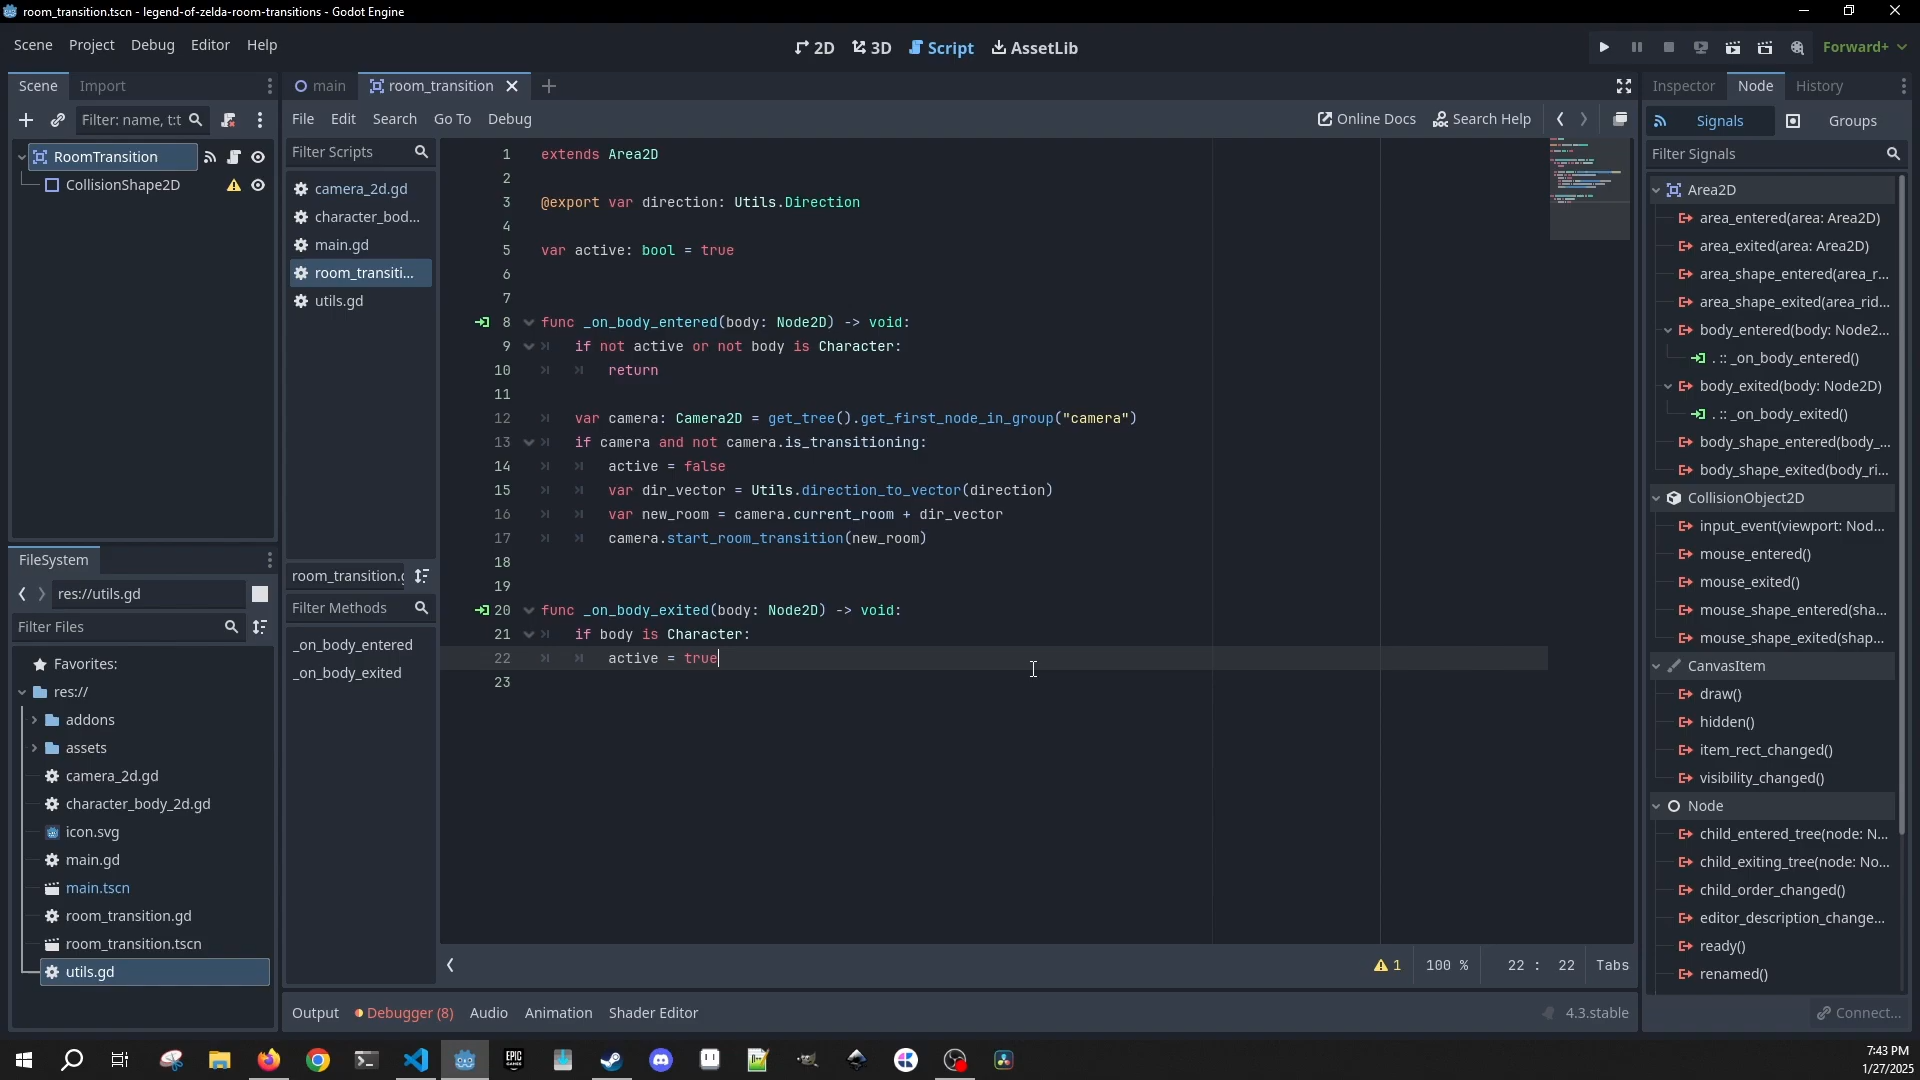 room_transition.tscn - legend-of-zelda-room-transitions - Godot Engine
Scene Project Debug Editor Help
2D 3D Script AssetLib
Forward+
Scene Import
Filter: name, t:t
RoomTransition
CollisionShape2D
FileSystem
res://utils.gd
Filter Files
Favorites:
res://
addons
assets
camera_2d.gd
character_body_2d.gd
icon.svg
main.gd
main.tscn
room_transition.gd
room_transition.tscn
utils.gd
main room_transition
File Edit Search Go To Debug
Online Docs Search Help
Filter Scripts
camera_2d.gd
character_bod...
main.gd
room_transiti...
utils.gd
room_transition.g
Filter Methods
_on_body_entered
_on_body_exited
1 extends Area2D
2
3 @export var direction: Utils.Direction
4
5 var active: bool = true
6
7
8 func _on_body_entered(body: Node2D) -> void:
9 if not active or not body is Character:
10 return
11
12 var camera: Camera2D = get_tree().get_first_node_in_group("camera")
13 if camera and not camera.is_transitioning:
14 active = false
15 var dir_vector = Utils.direction_to_vector(direction)
16 var new_room = camera.current_room + dir_vector
17 camera.start_room_transition(new_room)
18
19
20 func _on_body_exited(body: Node2D) -> void:
21 if body is Character:
22 active = true
23
1 100 % 22 : 22 Tabs
Output Debugger (8) Audio Animation Shader Editor
4.3.stable
Inspector Node History
Signals Groups
Filter Signals
Area2D
area_entered(area: Area2D)
area_exited(area: Area2D)
area_shape_entered(area_r...
area_shape_exited(area_rid...
body_entered(body: Node2...
. :: _on_body_entered()
body_exited(body: Node2D)
. :: _on_body_exited()
body_shape_entered(body_...
body_shape_exited(body_ri...
CollisionObject2D
input_event(viewport: Nod...
mouse_entered()
mouse_exited()
mouse_shape_entered(sha...
mouse_shape_exited(shap...
CanvasItem
draw()
hidden()
item_rect_changed()
visibility_changed()
Node
child_entered_tree(node: N...
child_exiting_tree(node: No...
child_order_changed()
editor_description_change...
ready()
renamed()
Connect...
EPIC GAMES
7:43 PM
1/27/2025